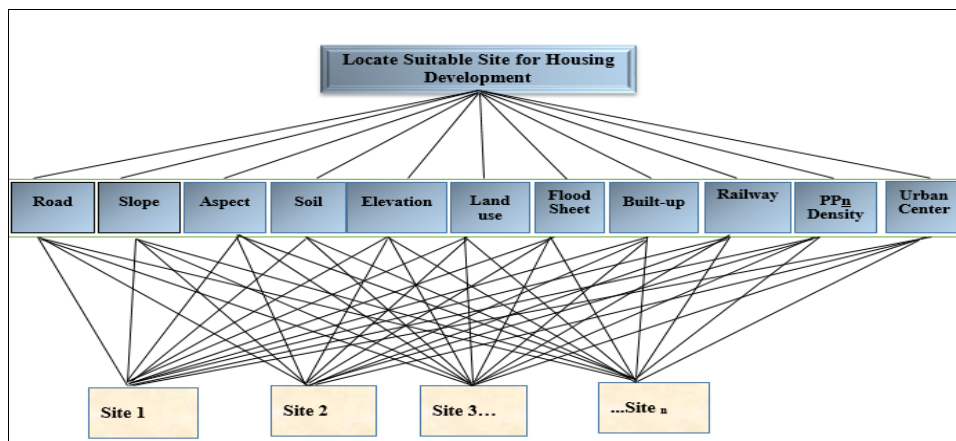 Locate Suitable Site for Housing
Development
Road
Slope
Aspect
Soil
Elevation
Land
use
Flood
Sheet
Built-up
Railway
PPn
Density
Urban
Center
Site 1
Site 2
Site 3...
...Site n